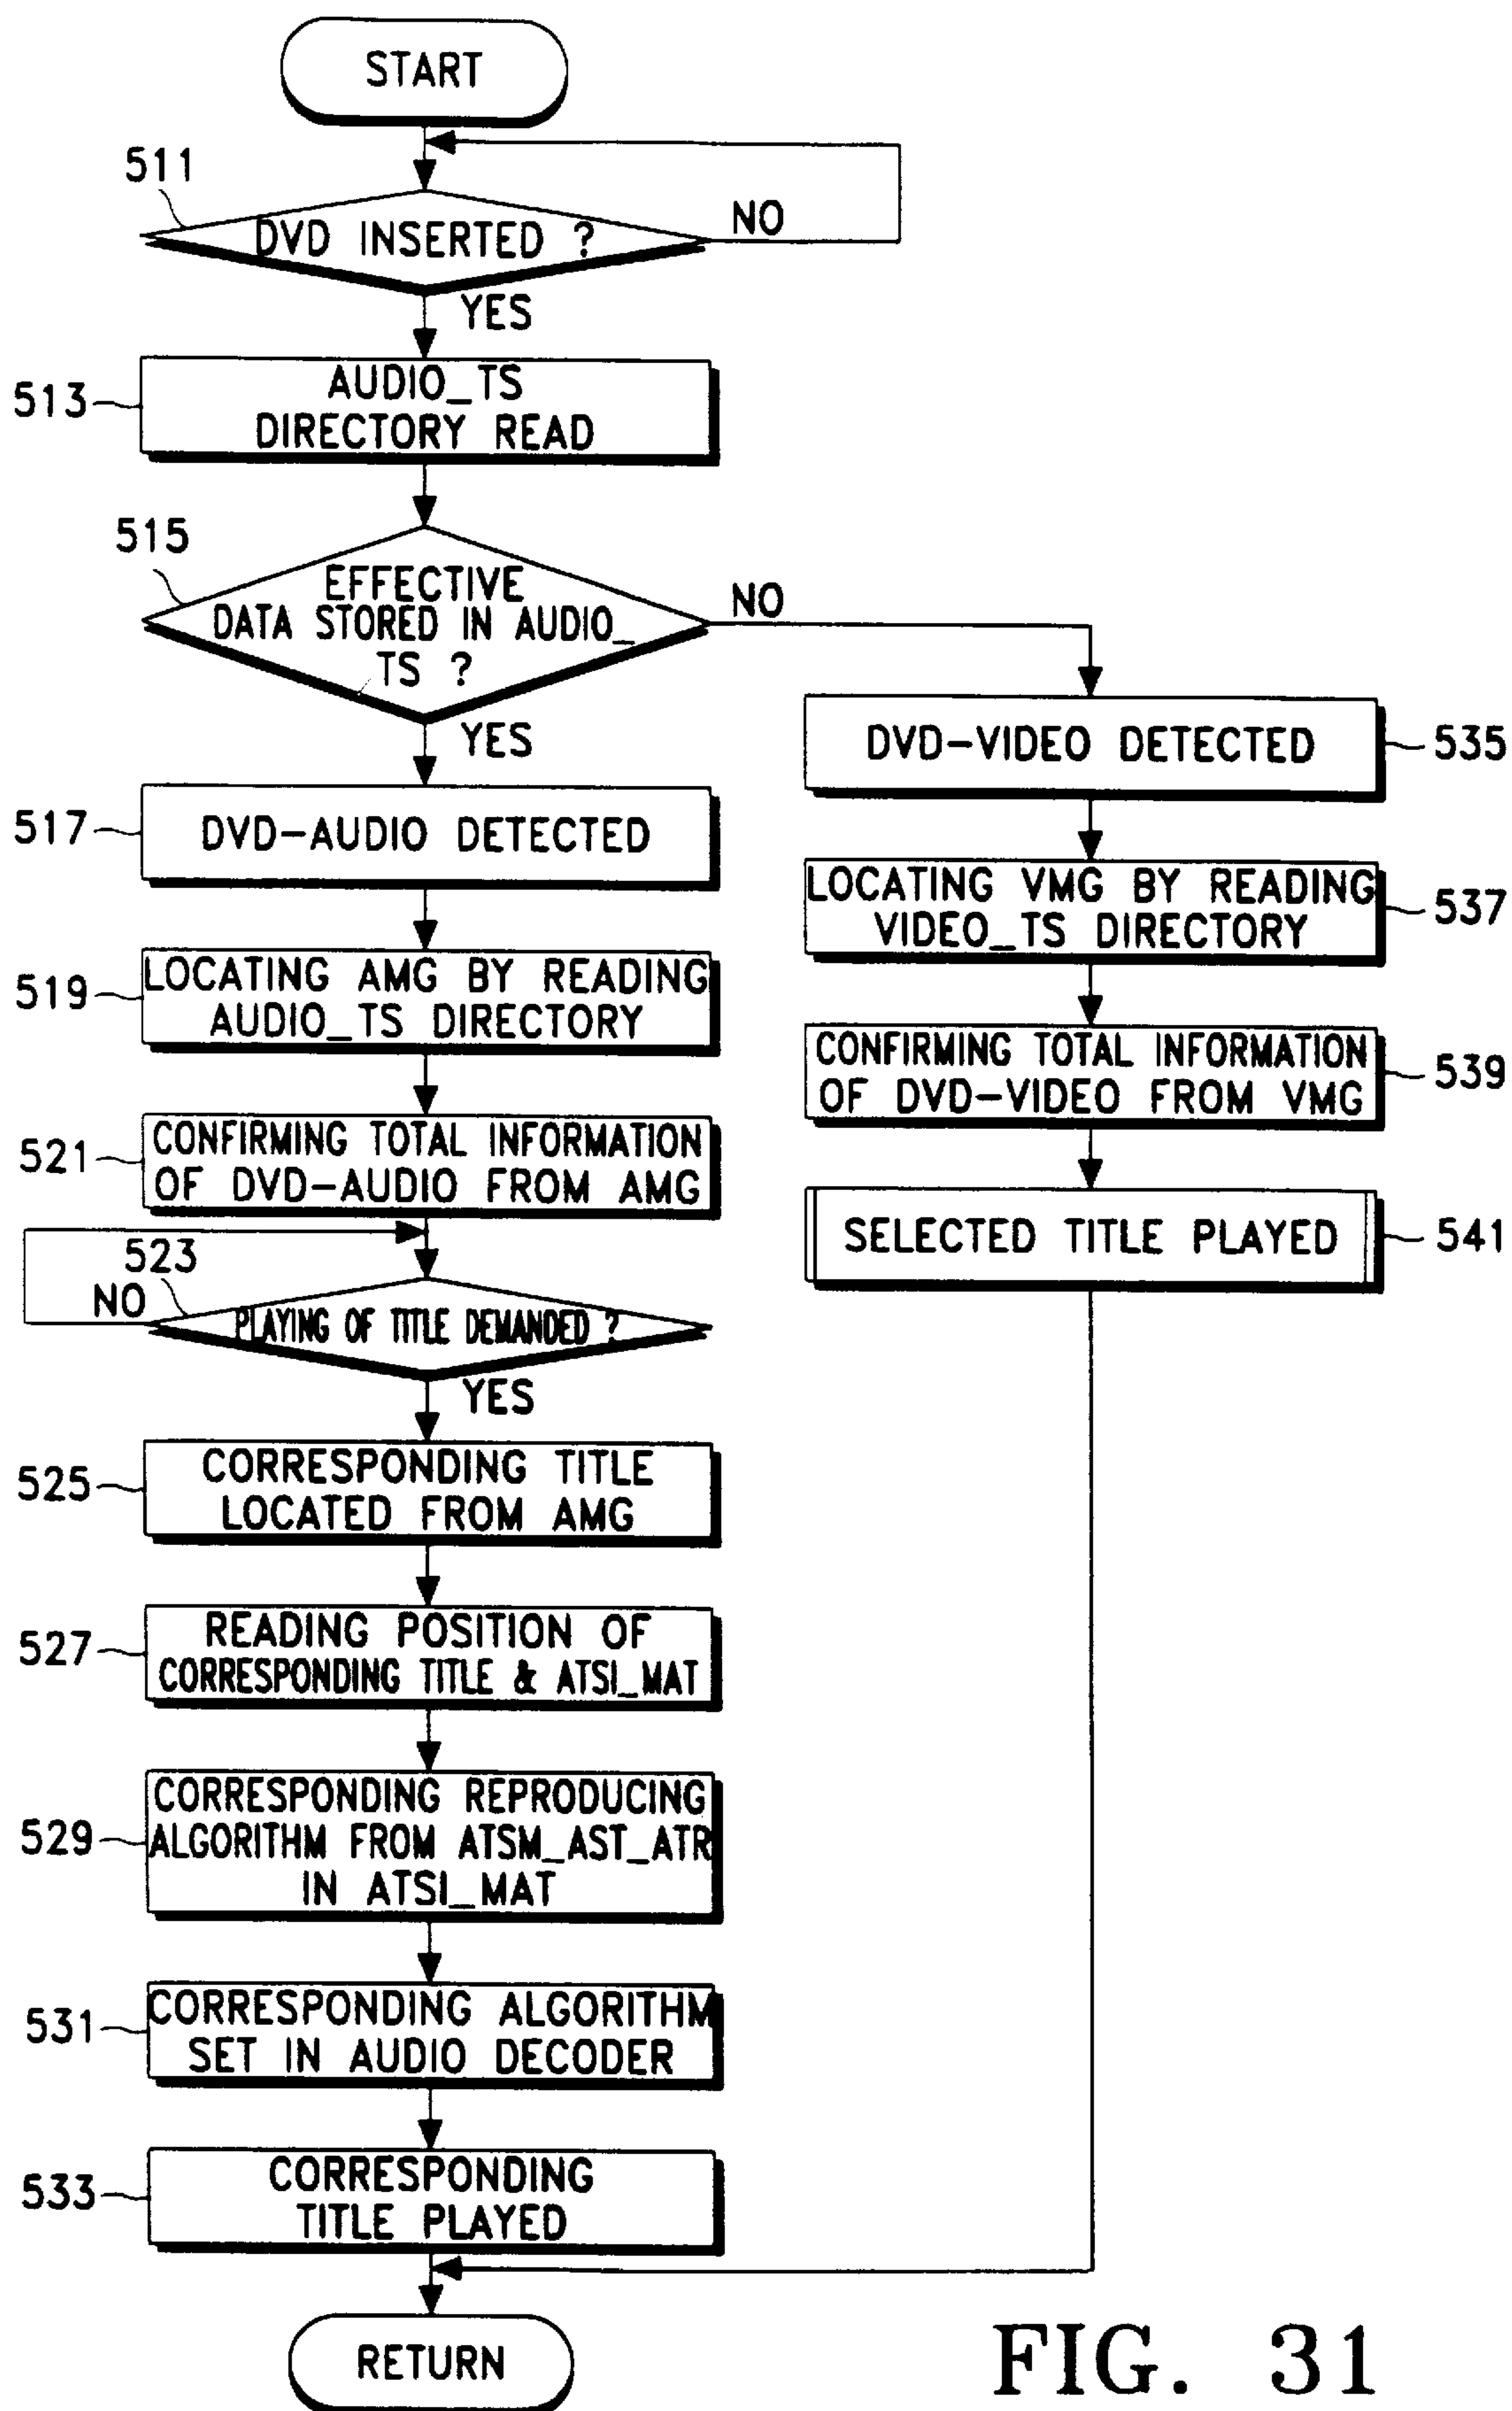 START
511
DVD INSERTED ?
NO
YES
513
AUDIO_TS
DIRECTORY READ
515
EFFECTIVE
DATA STORED IN AUDIO_
TS ?
NO
YES
517
DVD-AUDIO DETECTED
519
LOCATING AMG BY READING
AUDIO_TS DIRECTORY
521
CONFIRMING TOTAL INFORMATION
OF DVD-AUDIO FROM AMG
523
NO
PLAYING OF TITLE DEMANDED ?
YES
525
CORRESPONDING TITLE
LOCATED FROM AMG
527
READING POSITION OF
CORRESPONDING TITLE & ATSI_MAT
529
CORRESPONDING REPRODUCING
ALGORITHM FROM ATSM_AST_ATR
IN ATSI_MAT
531
CORRESPONDING ALGORITHM
SET IN AUDIO DECODER
533
CORRESPONDING
TITLE PLAYED
RETURN
DVD-VIDEO DETECTED
535
LOCATING VMG BY READING
VIDEO_TS DIRECTORY
537
CONFIRMING TOTAL INFORMATION
OF DVD-VIDEO FROM VMG
539
SELECTED TITLE PLAYED
541
FIG. 31